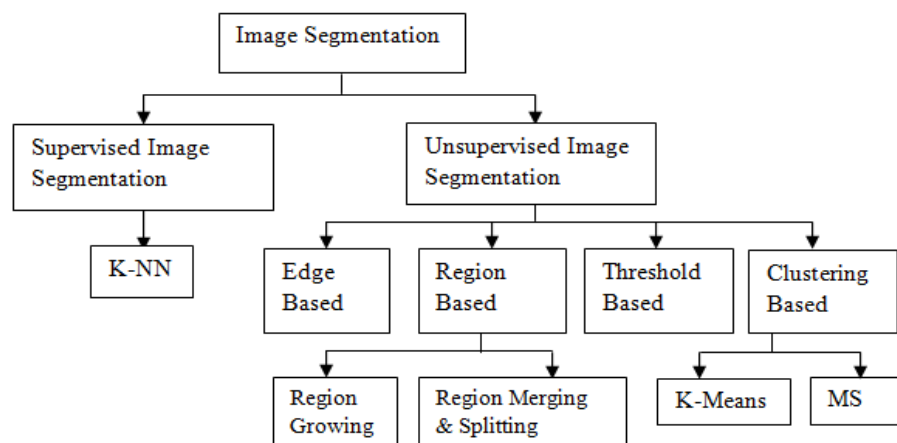 Image Segmentation
Supervised Image
Segmentation
Unsupervised Image
Segmentation
K-NN
Edge
Based
Region
Based
Threshold
Based
Clustering
Based
Region
Growing
Region Merging
& Splitting
K-Means
MS